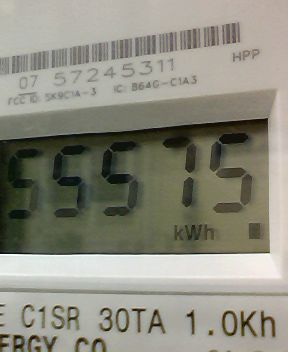 07 57245311
HPP
FCC ID: SK9C1A-3 IC: 864G-C1A3
55575
kWh
E C1SR 30TA 1.0Kh
ERGY CO